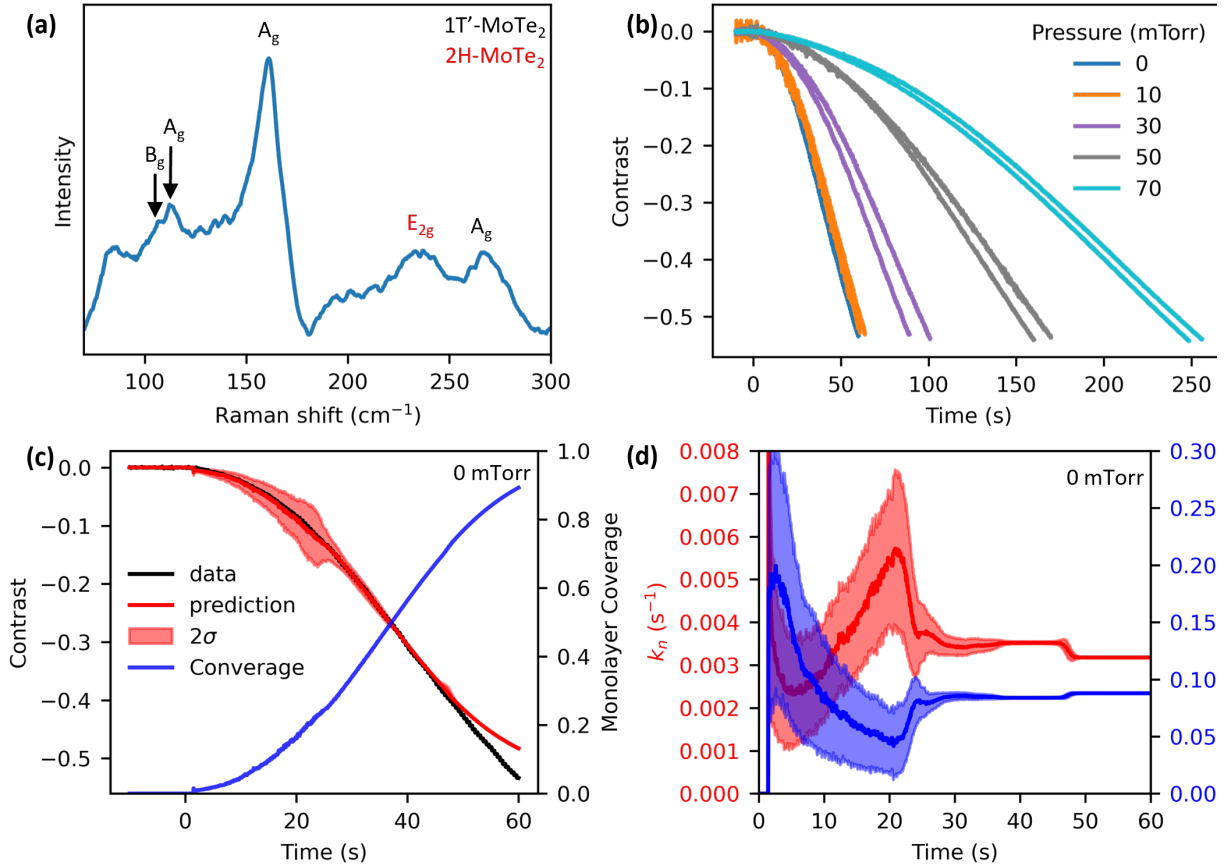 (a)
1T’-MoTe2
2H-MoTe2
Ag
Ag
Bg
E2g
Ag
Intensity
100
150
200
250
300
Raman shift (cm−1)
(b)
Pressure (mTorr)
0
10
30
50
70
0.0
−0.1
−0.2
−0.3
−0.4
−0.5
Contrast
0
50
100
150
200
250
Time (s)
(c)
0 mTorr
data
prediction
2σ
Converage
0.0
−0.1
−0.2
−0.3
−0.4
−0.5
Contrast
1.0
0.8
0.6
0.4
0.2
0.0
Monolayer Coverage
0
20
40
60
Time (s)
(d)
0 mTorr
0.008
0.007
0.006
0.005
0.004
0.003
0.002
0.001
0.000
kn (s−1)
0.30
0.25
0.20
0.15
0.10
0.05
0.00
0
10
20
30
40
50
60
Time (s)